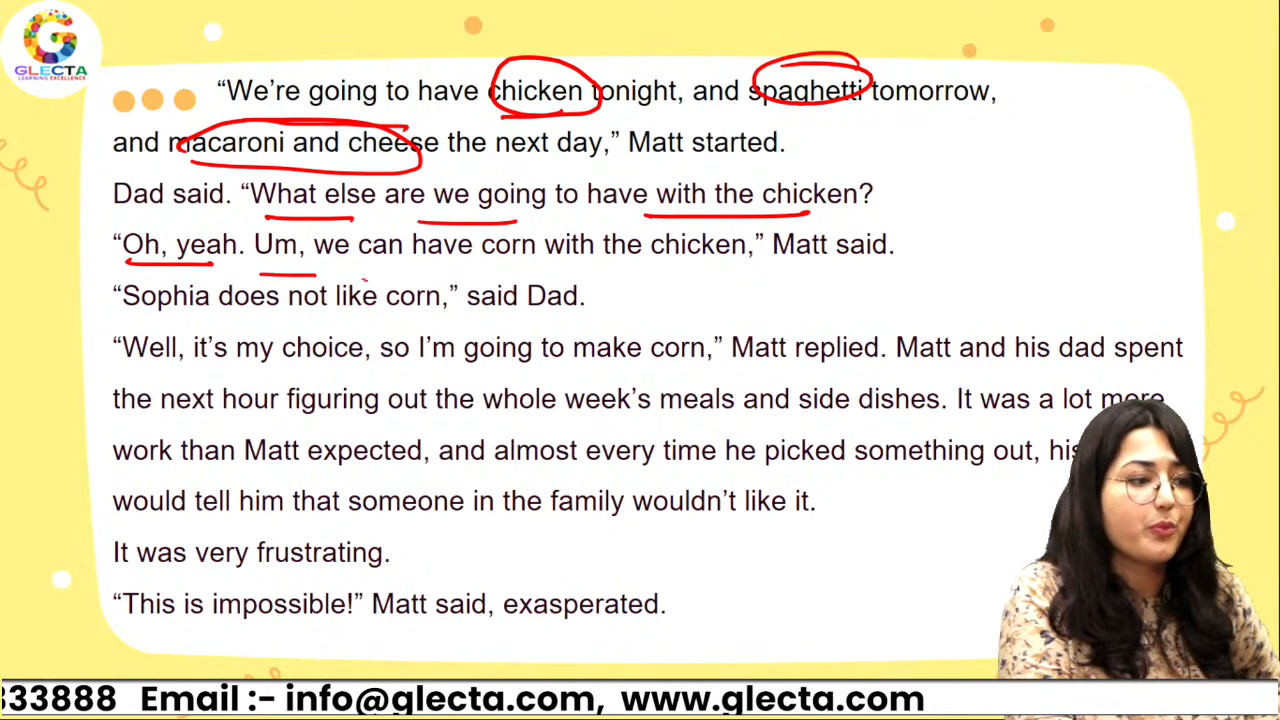 GLECTA
LEARNING EXCELLENCE
“We’re going to have chicken tonight, and spaghetti tomorrow,
and macaroni and cheese the next day,” Matt started.
Dad said. “What else are we going to have with the chicken?
“Oh, yeah. Um, we can have corn with the chicken,” Matt said.
“Sophia does not like corn,” said Dad.
“Well, it’s my choice, so I’m going to make corn,” Matt replied. Matt and his dad spent
the next hour figuring out the whole week’s meals and side dishes. It was a lot more
work than Matt expected, and almost every time he picked something out, his
would tell him that someone in the family wouldn’t like it.
It was very frustrating.
“This is impossible!” Matt said, exasperated.
333888 Email :- info@glecta.com, www.glecta.com